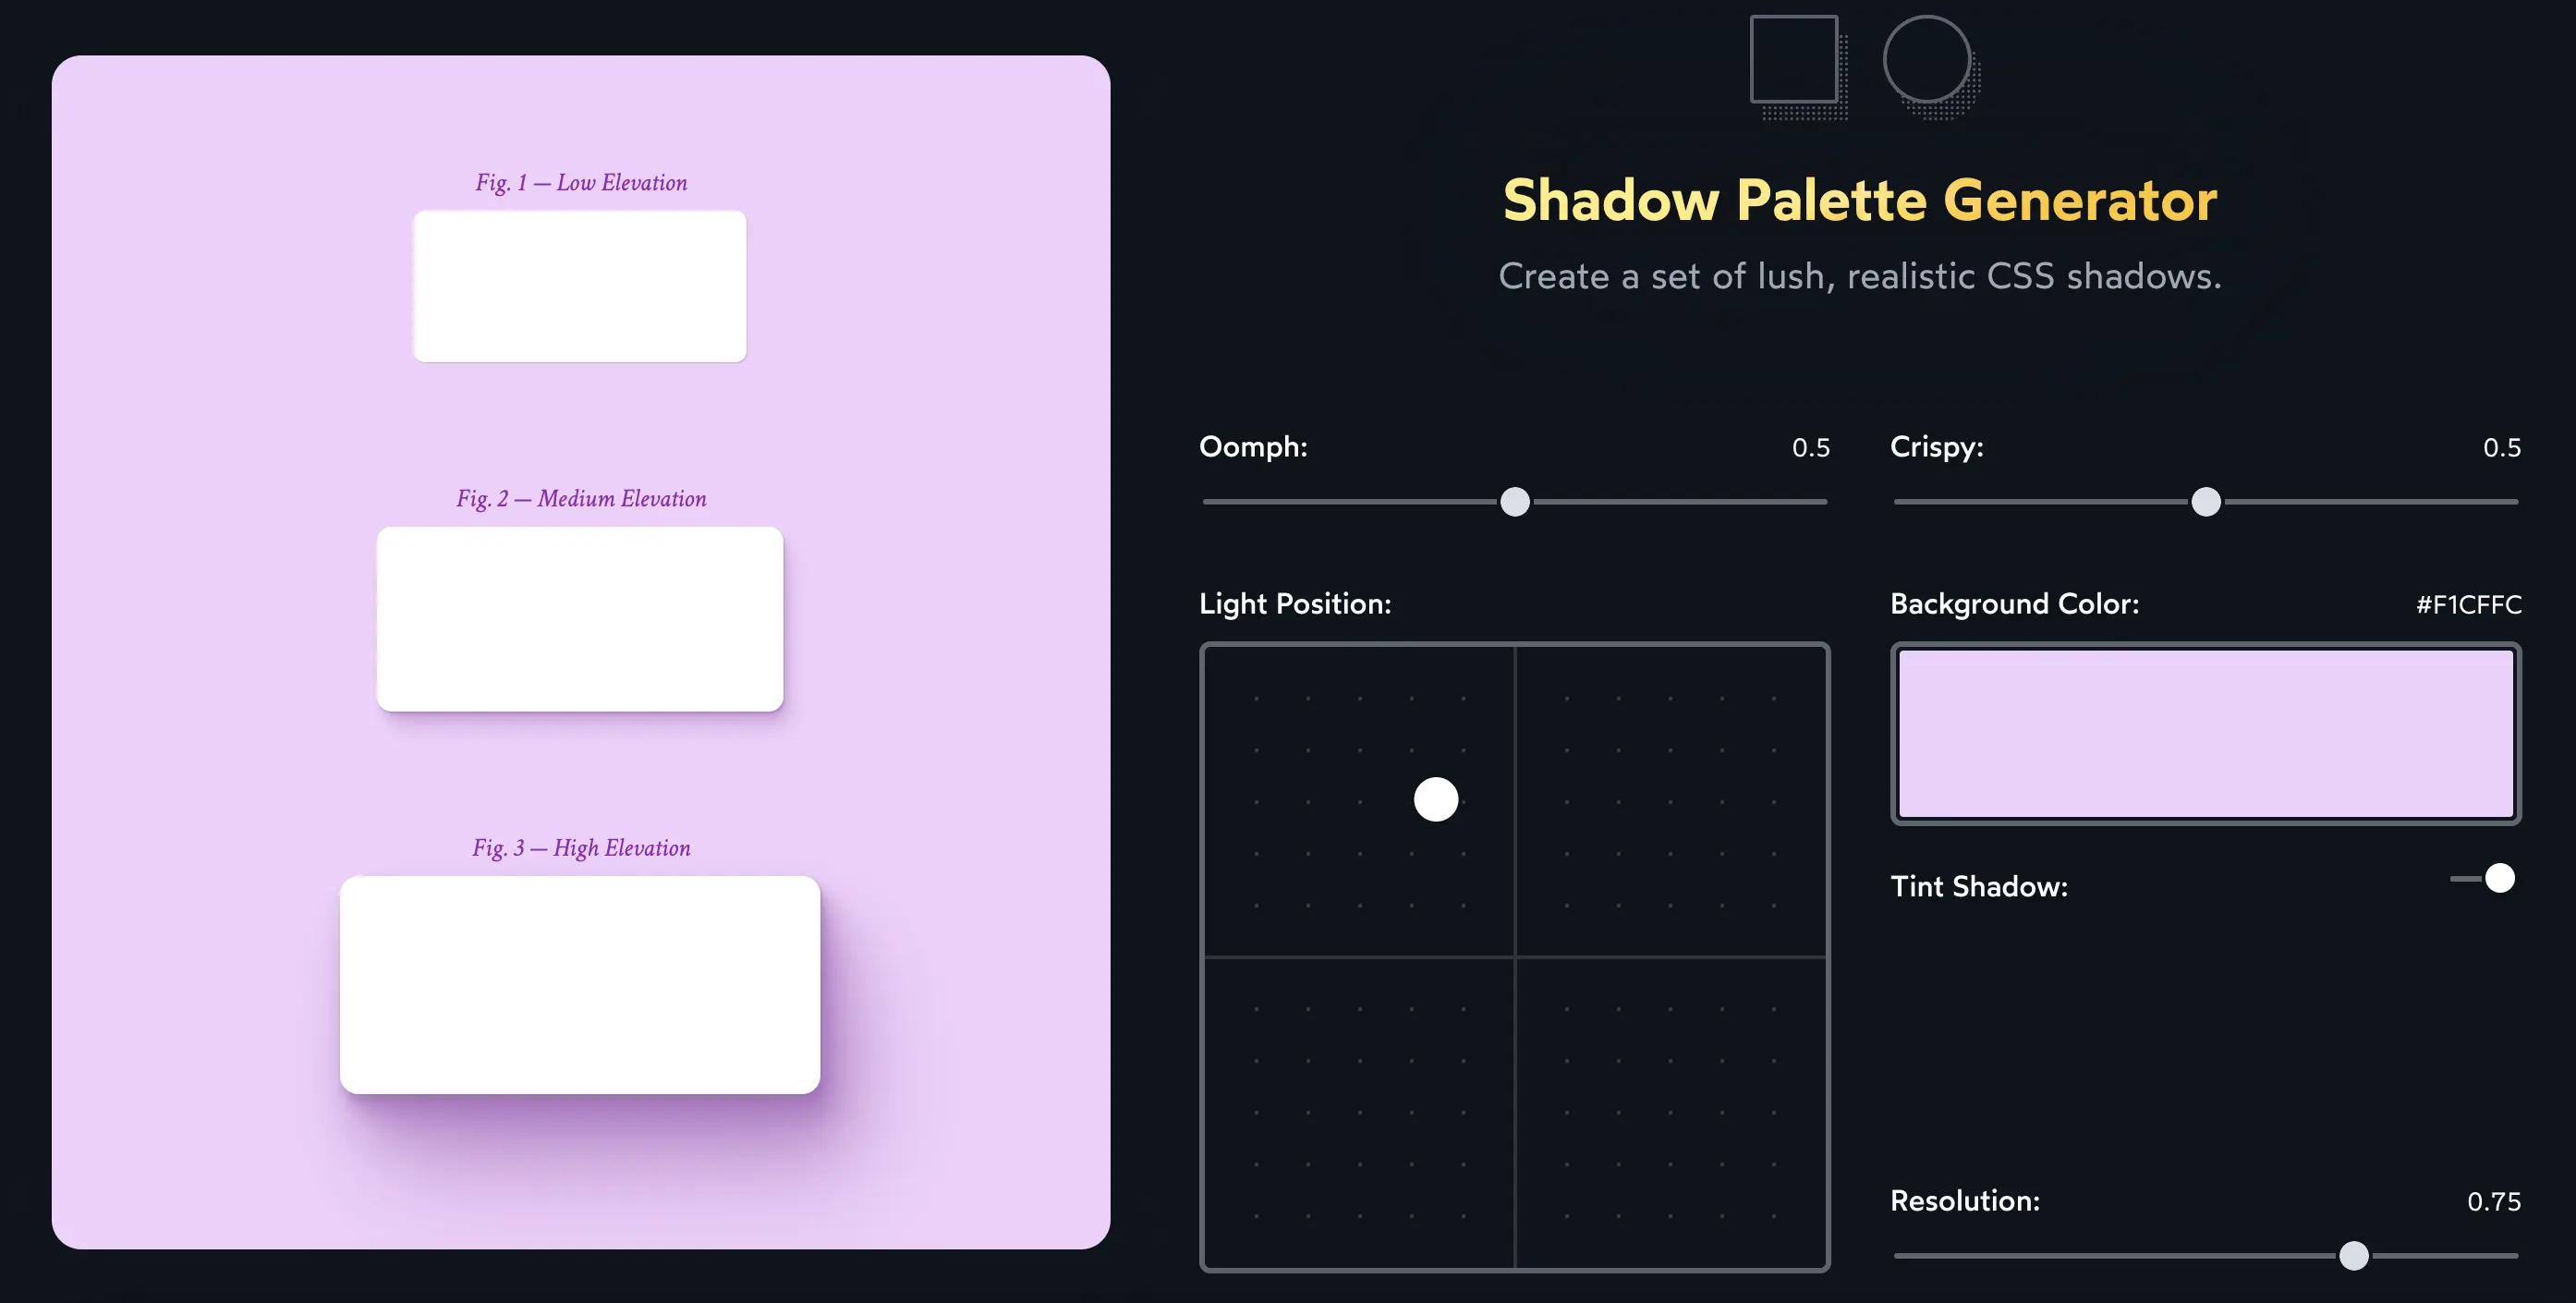 Fig. 1 — Low Elevation
Fig. 2 — Medium Elevation
Fig. 3 — High Elevation
Shadow Palette Generator
Create a set of lush, realistic CSS shadows.
Oomph: 0.5
Crispy: 0.5
Light Position:
Background Color: #F1CFFC
Tint Shadow:
Resolution: 0.75